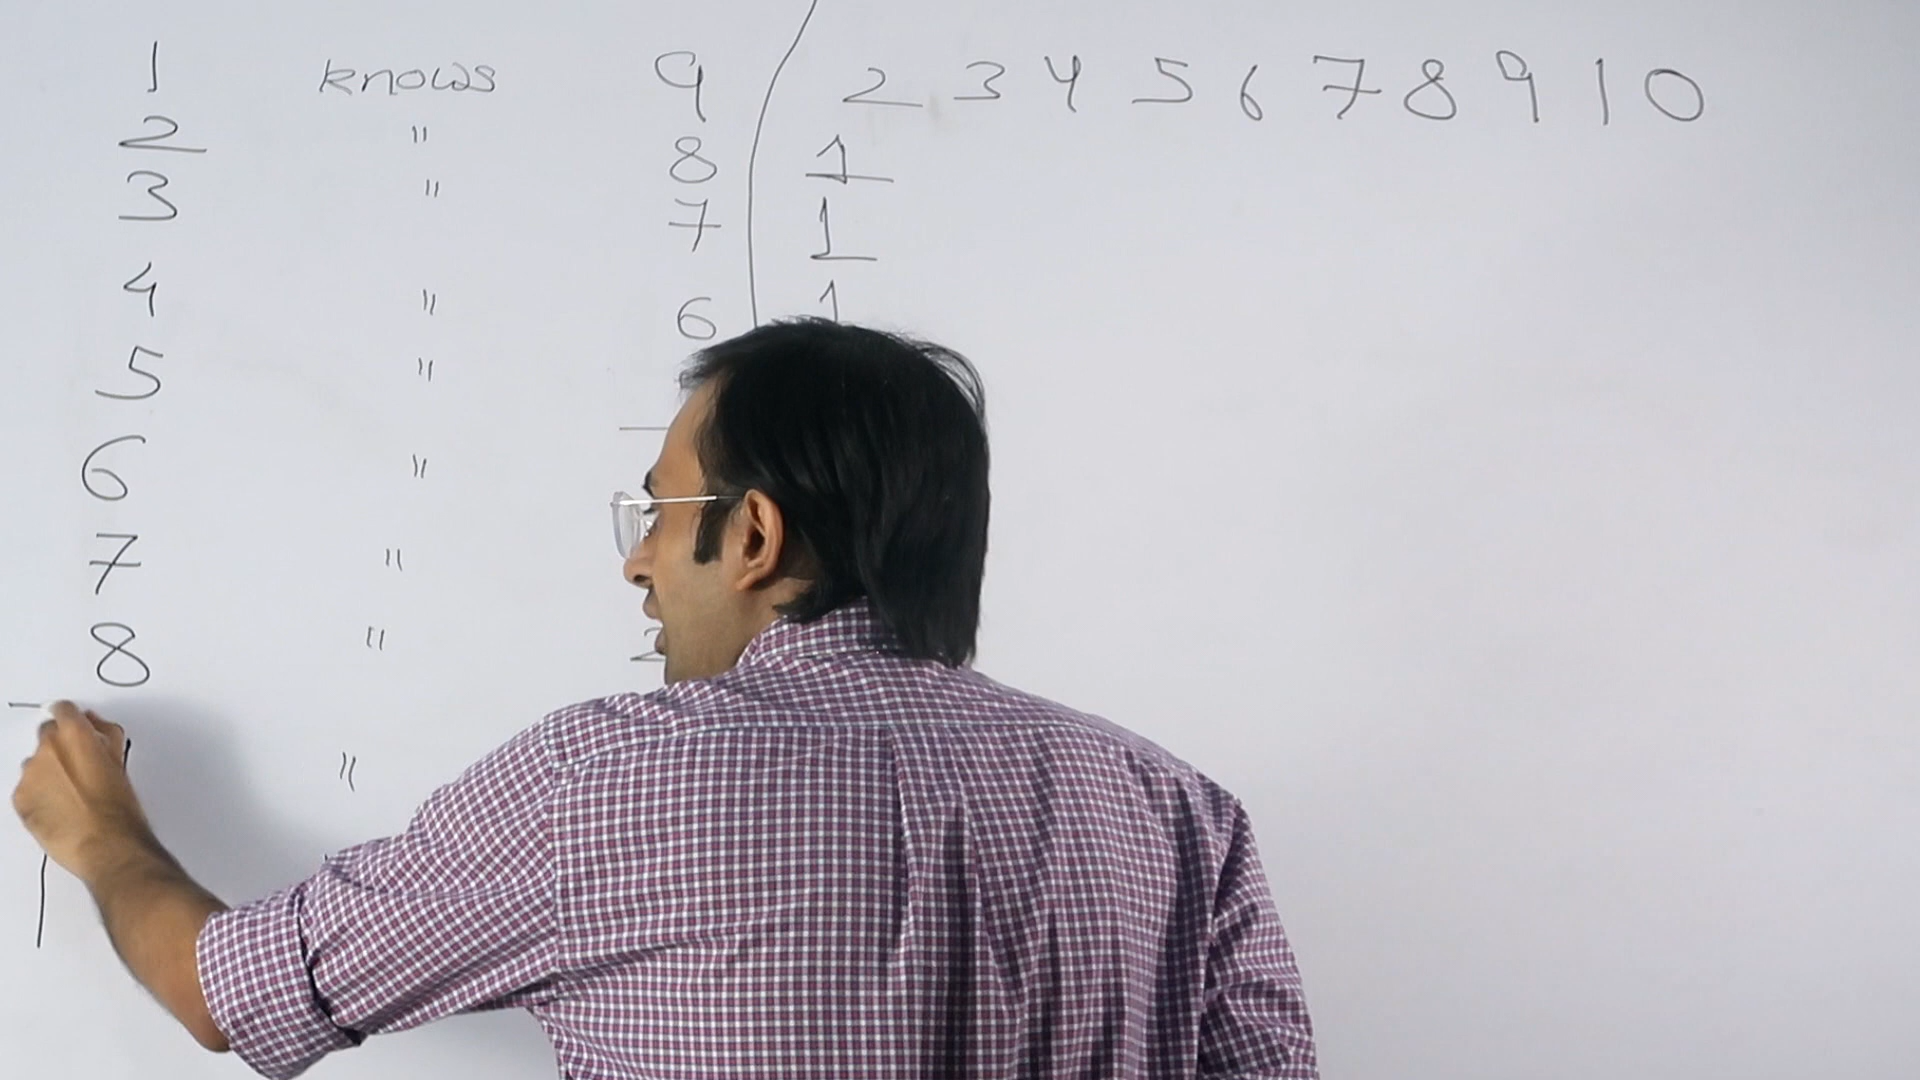 1 knows 9 2 3 4 5 6 7 8 9 10
2 " 8 1
3 " 7 1
4 " 6 1
5 "
6 "
7 "
8 " 2
"